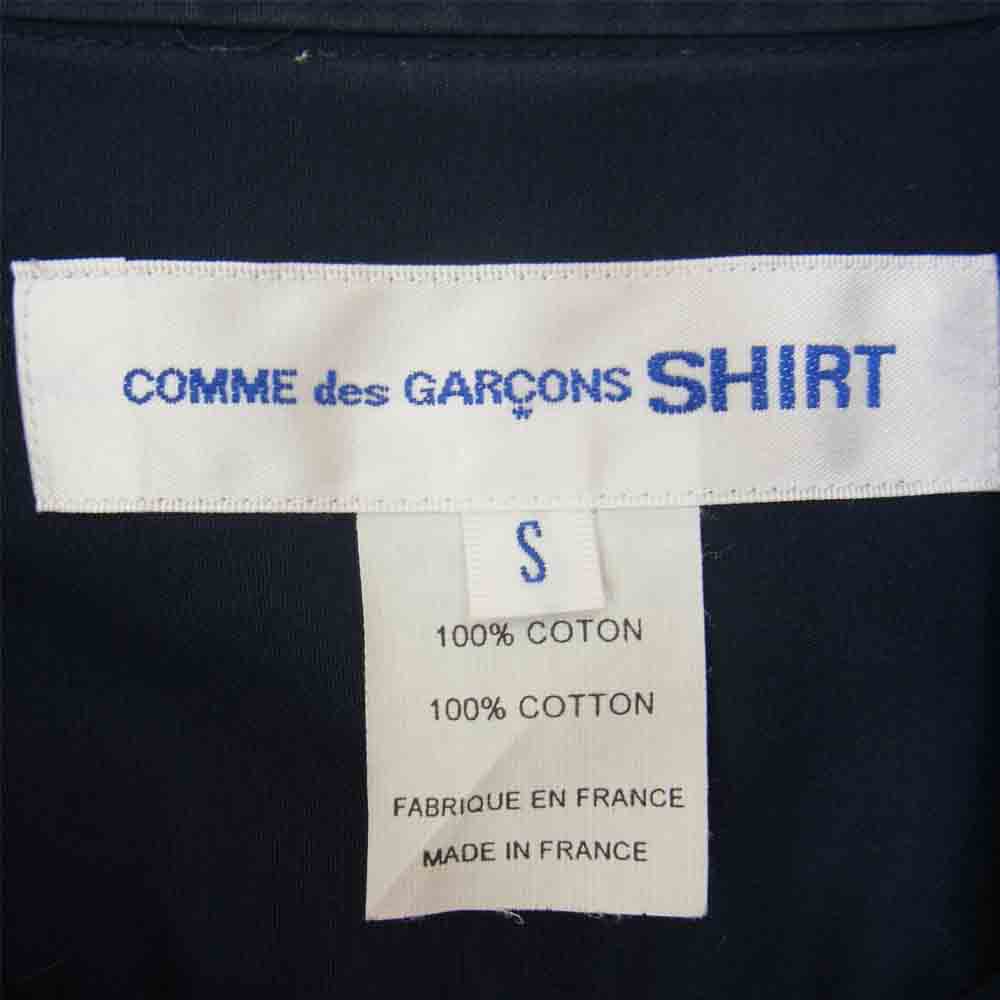 COMME des GARÇONS SHIRT
S
100% COTON
100% COTTON
FABRIQUE EN FRANCE
MADE IN FRANCE